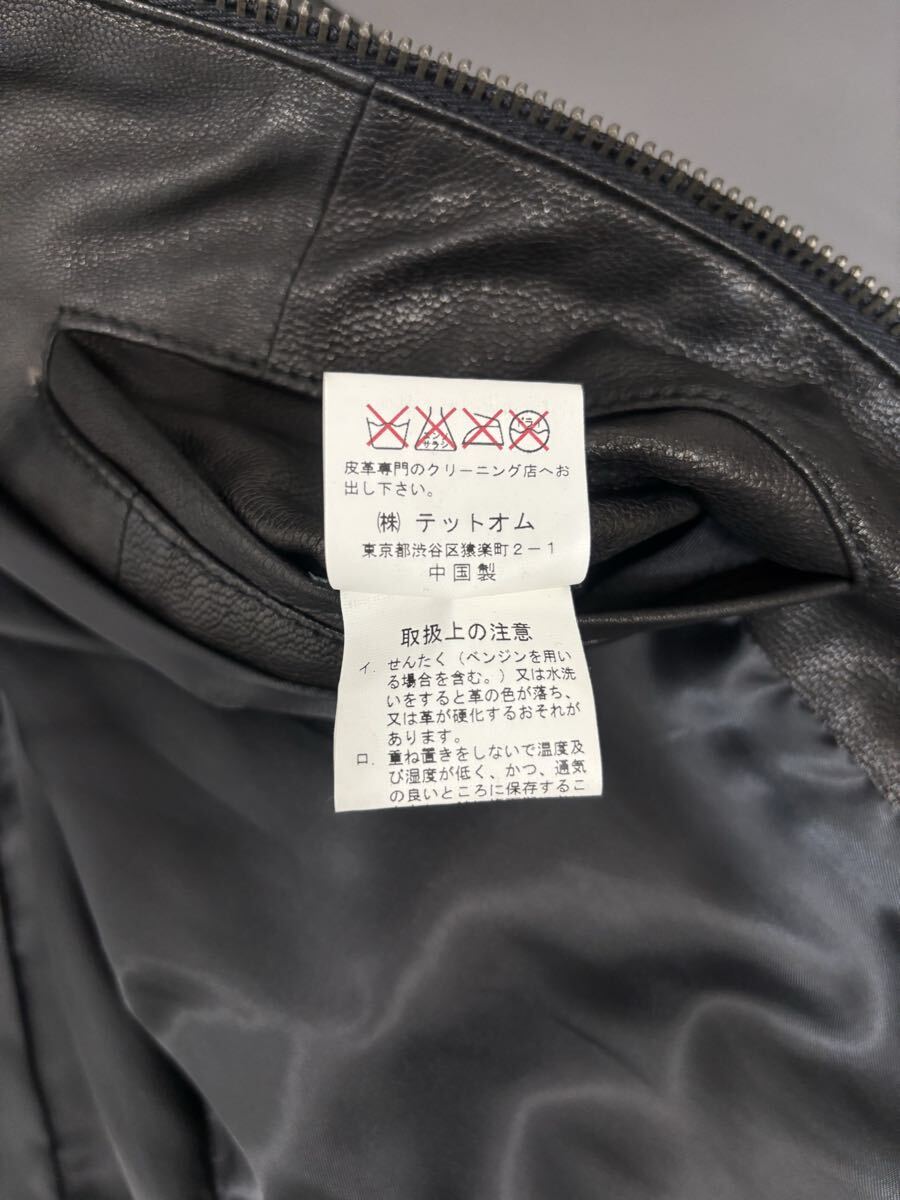 エンソ
サラシ
ドライ
皮革専門のクリーニング店へお
出し下さい。
㈱ テットオム
東京都渋谷区猿楽町2-1
中国製
取扱上の注意
イ. せんたく（ベンジンを用い
る場合を含む。）又は水洗
いをすると革の色が落ち、
又は革が硬化するおそれが
あります。
ロ. 重ね置きをしないで温度及
び湿度が低く、かつ、通気
の良いところに保存するこ